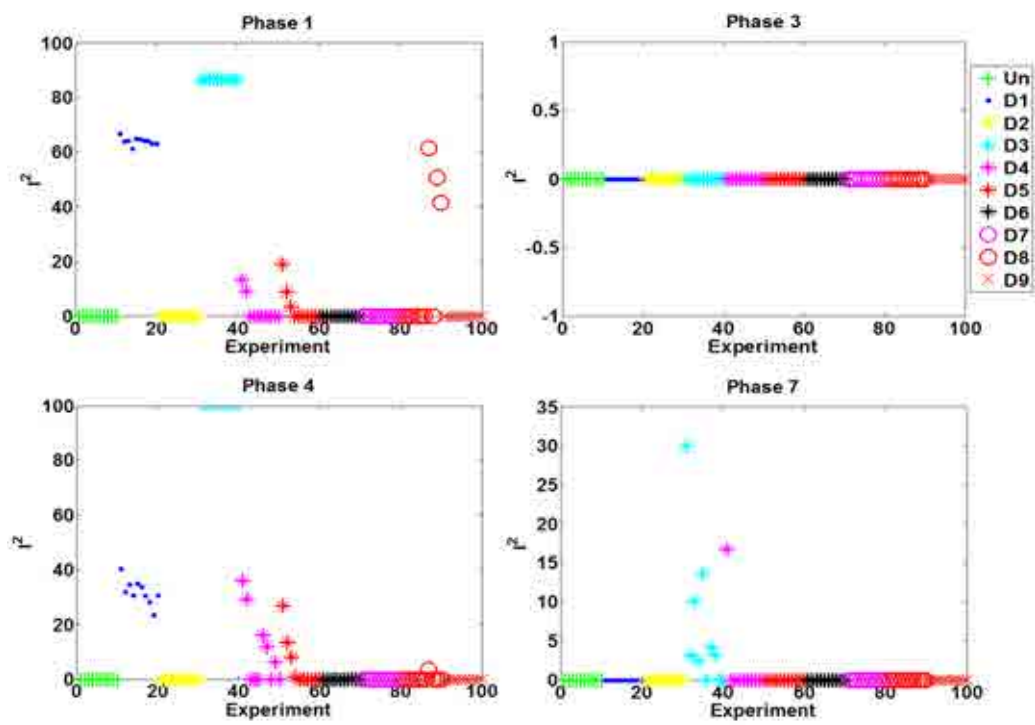 Phase 1
100
80
60
40
20
0
I²
0 20 40 60 80 100
Experiment
Phase 3
1
0.5
0
-0.5
-1
I²
0 20 40 60 80 100
Experiment
Un
D1
D2
D3
D4
D5
D6
D7
D8
D9
Phase 4
100
80
60
40
20
0
I²
0 20 40 60 80 100
Experiment
Phase 7
35
30
25
20
15
10
5
0
I²
0 20 40 60 80 100
Experiment